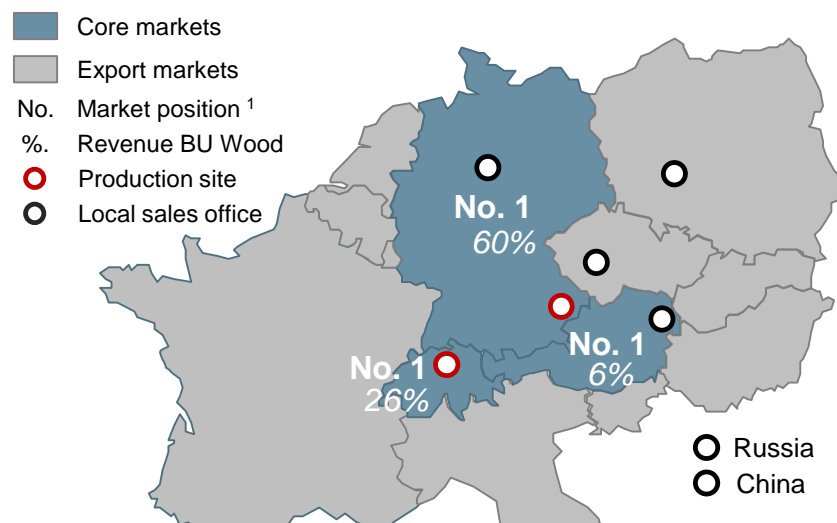 Core markets
Export markets
No. Market position ¹
%. Revenue BU Wood
Production site
Local sales office
No. 1
60%
No. 1
6%
No. 1
26%
Russia
China